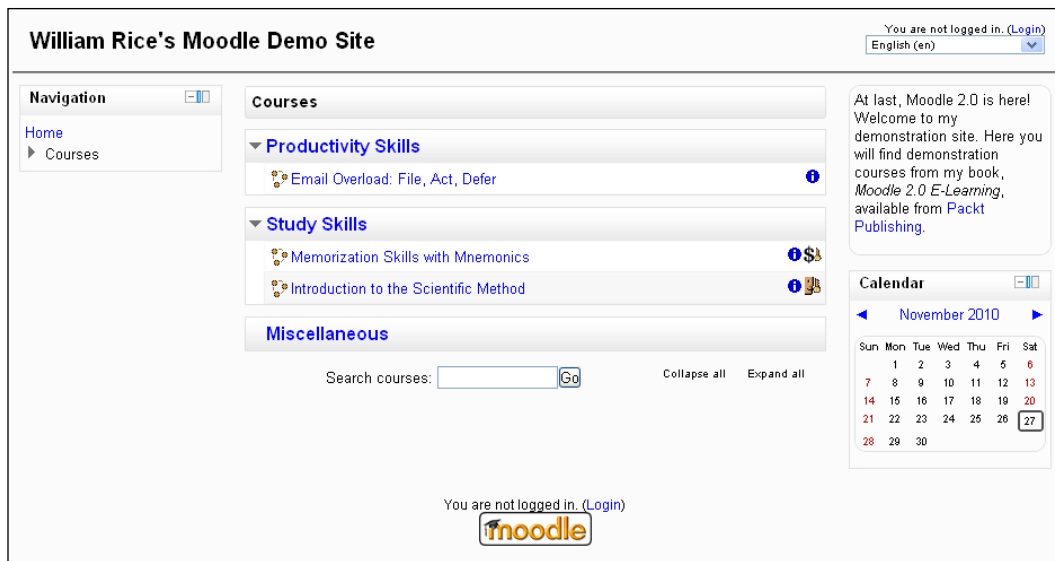 William Rice's Moodle Demo Site
You are not logged in. (Login)
English (en)
Navigation
Home
Courses
Courses
Productivity Skills
Email Overload: File, Act, Defer
Study Skills
Memorization Skills with Mnemonics
$
Introduction to the Scientific Method
Miscellaneous
Search courses:
Go
Collapse all Expand all
At last, Moodle 2.0 is here!
Welcome to my
demonstration site. Here you
will find demonstration
courses from my book,
Moodle 2.0 E-Learning,
available from Packt
Publishing.
Calendar
November 2010
Sun Mon Tue Wed Thu Fri Sat
1 2 3 4 5 6
7 8 9 10 11 12 13
14 15 16 17 18 19 20
21 22 23 24 25 26 27
28 29 30
You are not logged in. (Login)
moodle